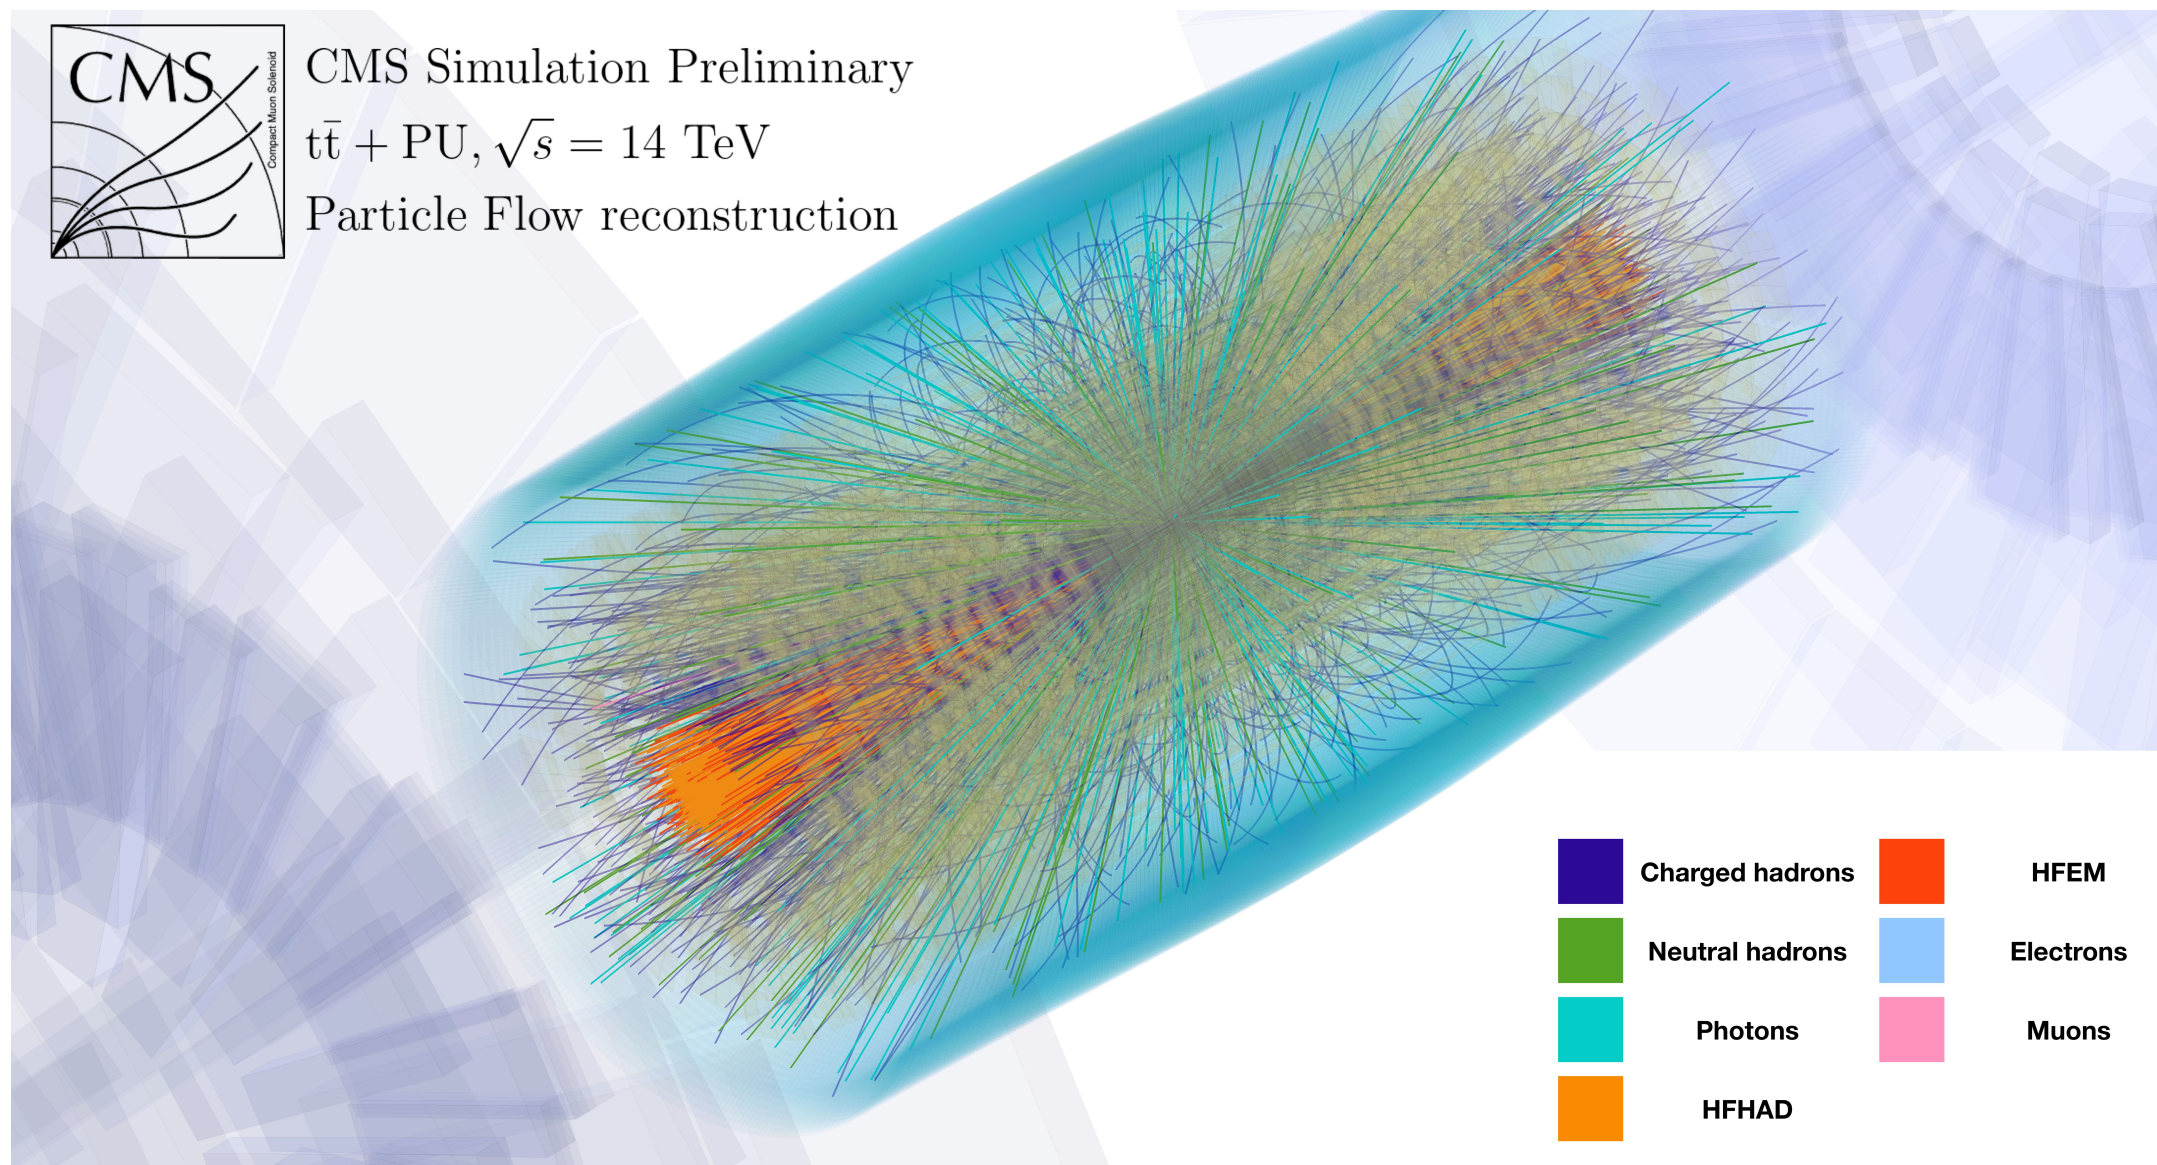 CMS
Compact Muon Solenoid
CMS Simulation Preliminary
tt̄ + PU, √s = 14 TeV
Particle Flow reconstruction
Charged hadrons
HFEM
Neutral hadrons
Electrons
Photons
Muons
HFHAD